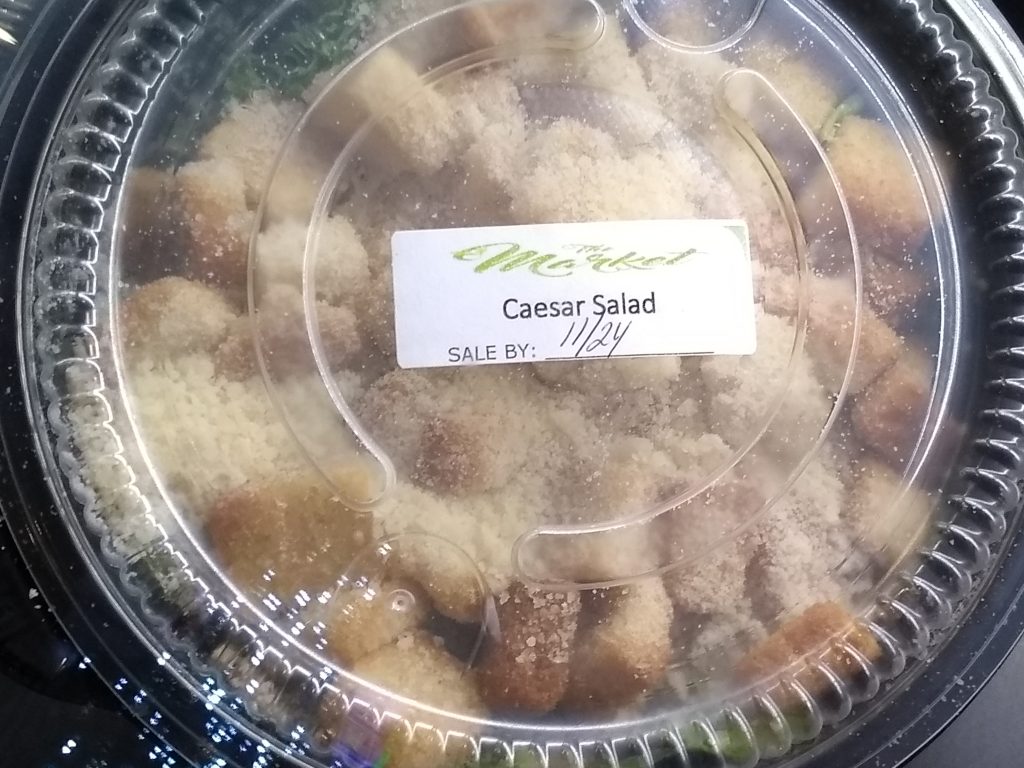 THE
Market
Caesar Salad
SALE BY: 11/24